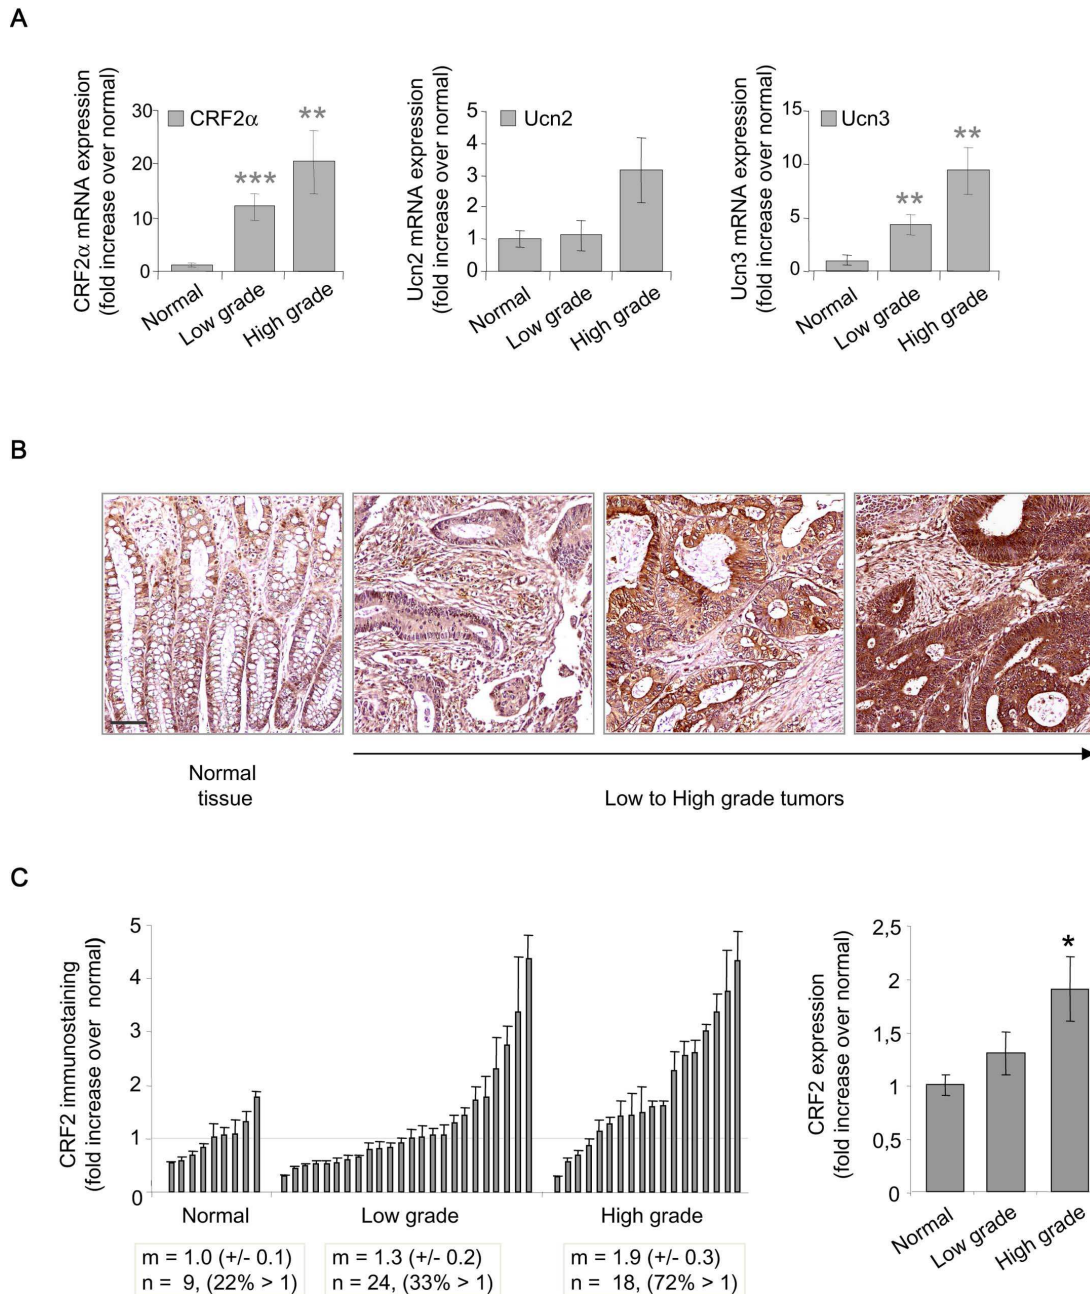 A
CRF2α mRNA expression
(fold increase over normal)
30
20
10
0
CRF2α
***
**
Normal
Low grade
High grade
Ucn2 mRNA expression
(fold increase over normal)
5
4
3
2
1
0
Ucn2
Normal
Low grade
High grade
Ucn3 mRNA expression
(fold increase over normal)
15
10
5
0
Ucn3
**
**
Normal
Low grade
High grade
B
Normal
tissue
Low to High grade tumors
C
CRF2 immunostaining
(fold increase over normal)
5
4
3
2
1
0
Normal
Low grade
High grade
m = 1.0 (+/- 0.1)
n = 9, (22% > 1)
m = 1.3 (+/- 0.2)
n = 24, (33% > 1)
m = 1.9 (+/- 0.3)
n = 18, (72% > 1)
CRF2 expression
(fold increase over normal)
2,5
2
1,5
1
0,5
0
*
Normal
Low grade
High grade